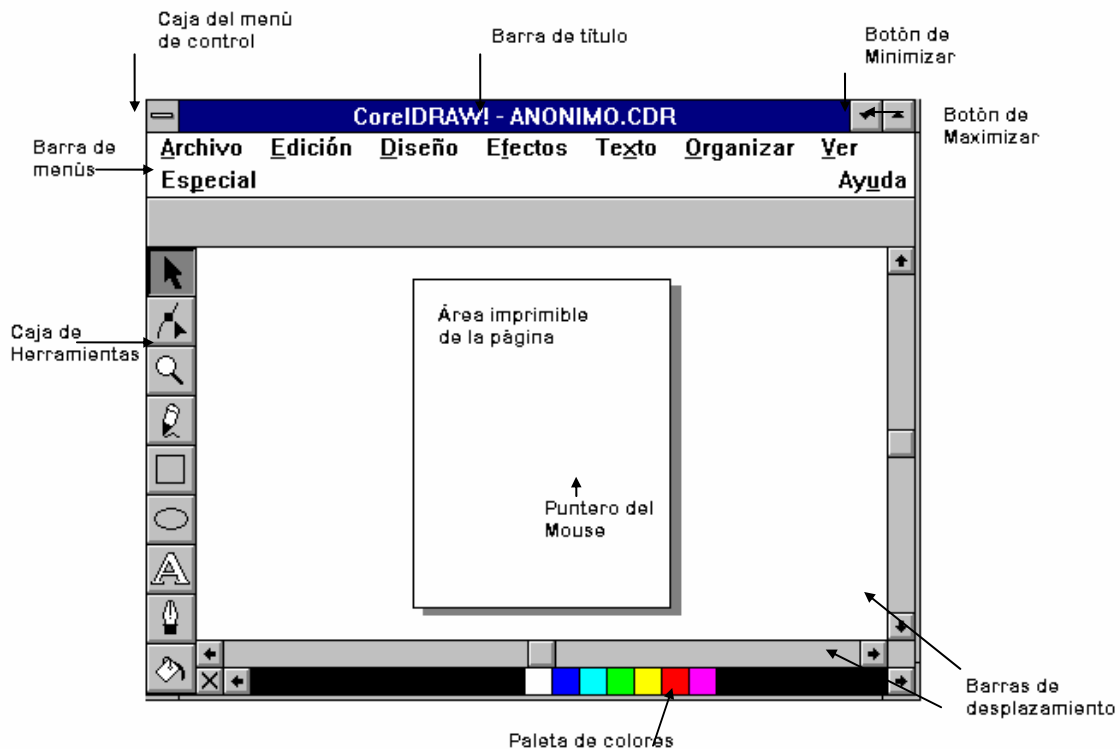 Caja del menú
de control
Barra de título
Botón de
Minimizar
CorelDRAW! - ANONIMO.CDR
Botón de
Maximizar
Barra de
menús
Archivo Edición Diseño Efectos Texto Organizar Ver
Especial Ayuda
Área imprimible
de la página
Caja de
Herramientas
Puntero del
Mouse
A
Barras de
desplazamiento
Paleta de colores